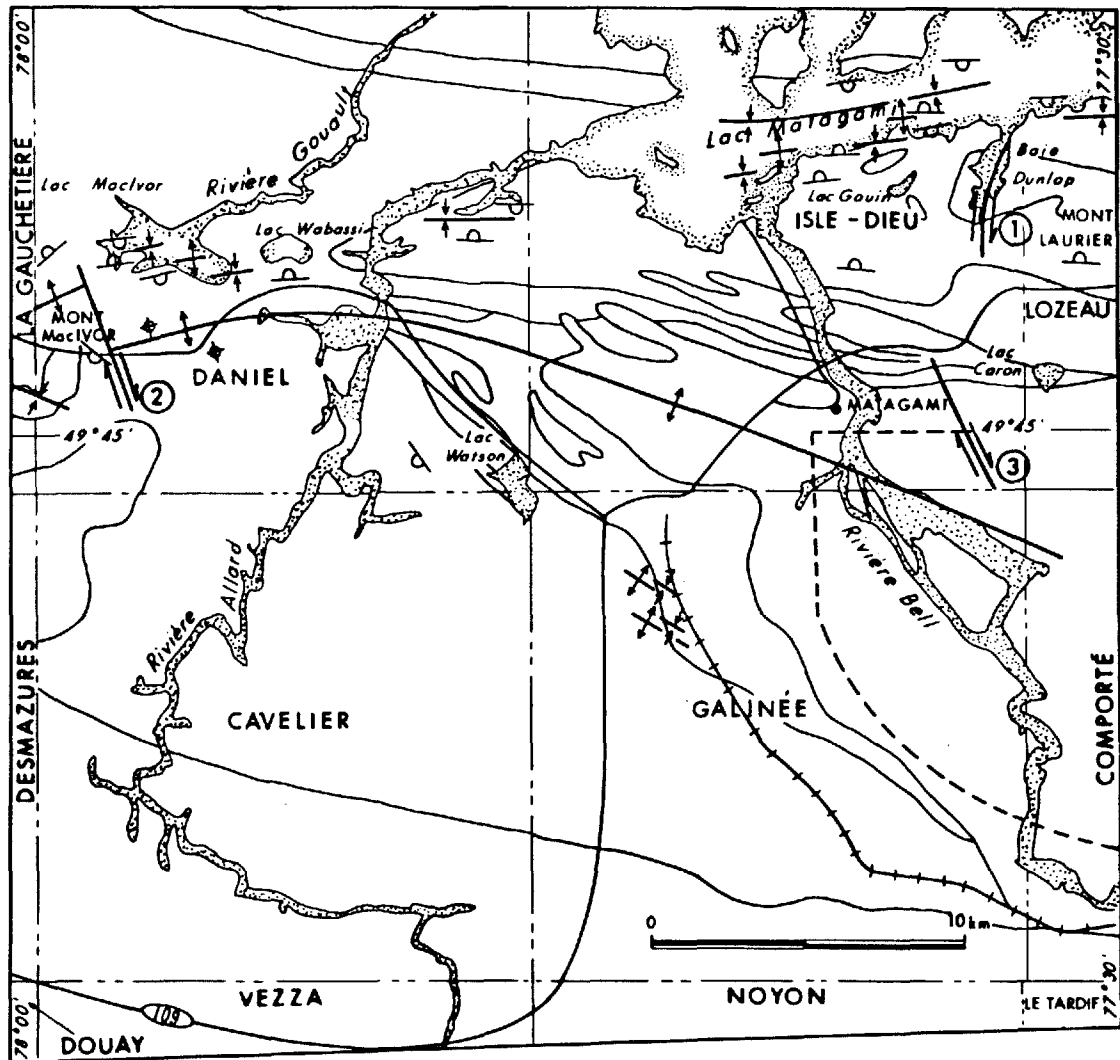 78°00'
77°30'
LA GAUCHETIÈRE
Rivière Gouault
Lac MacIvor
Lac Wabassi
Lac Matagami
Baie
Dunlap
Lac Gouin
ISLE-DIEU
①
MONT
LAURIER
MONT
MacIVOR
LOZEAU
DANIEL
②
Lac
Caron
MATAGAMI
49°45'
49°45'
③
Lac
Watson
Rivière Allard
Rivière Bell
DESMAZURES
CAVELIER
GALINÉE
COMPORTÉ
0 10 km
VEZZA
NOYON
LE TARDIF
109
78°00'
77°30'
DOUAY